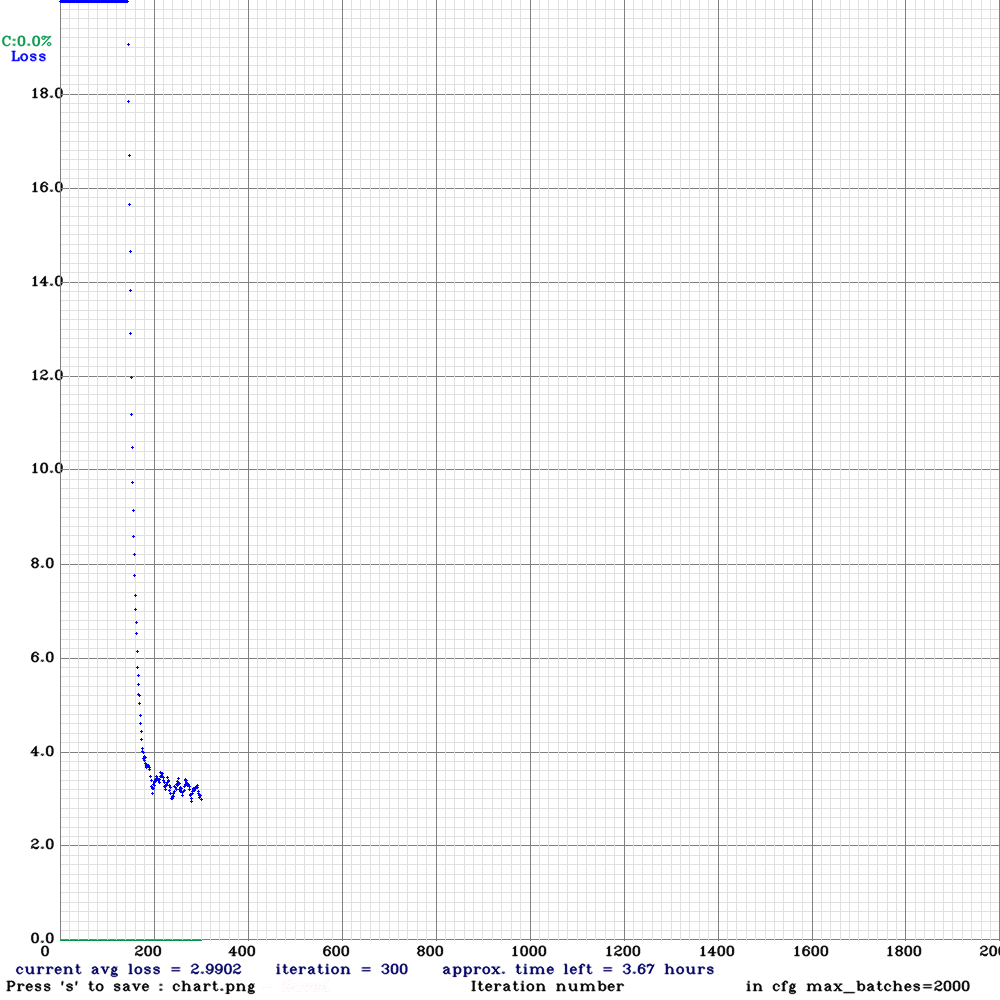 C:0.0%
Loss
18.0
16.0
14.0
12.0
10.0
8.0
6.0
4.0
2.0
0.0
0 200 400 600 800 1000 1200 1400 1600 1800 200
current avg loss = 2.9902 iteration = 300 approx. time left = 3.67 hours
Press 's' to save : chart.png Iteration number in cfg max_batches=2000